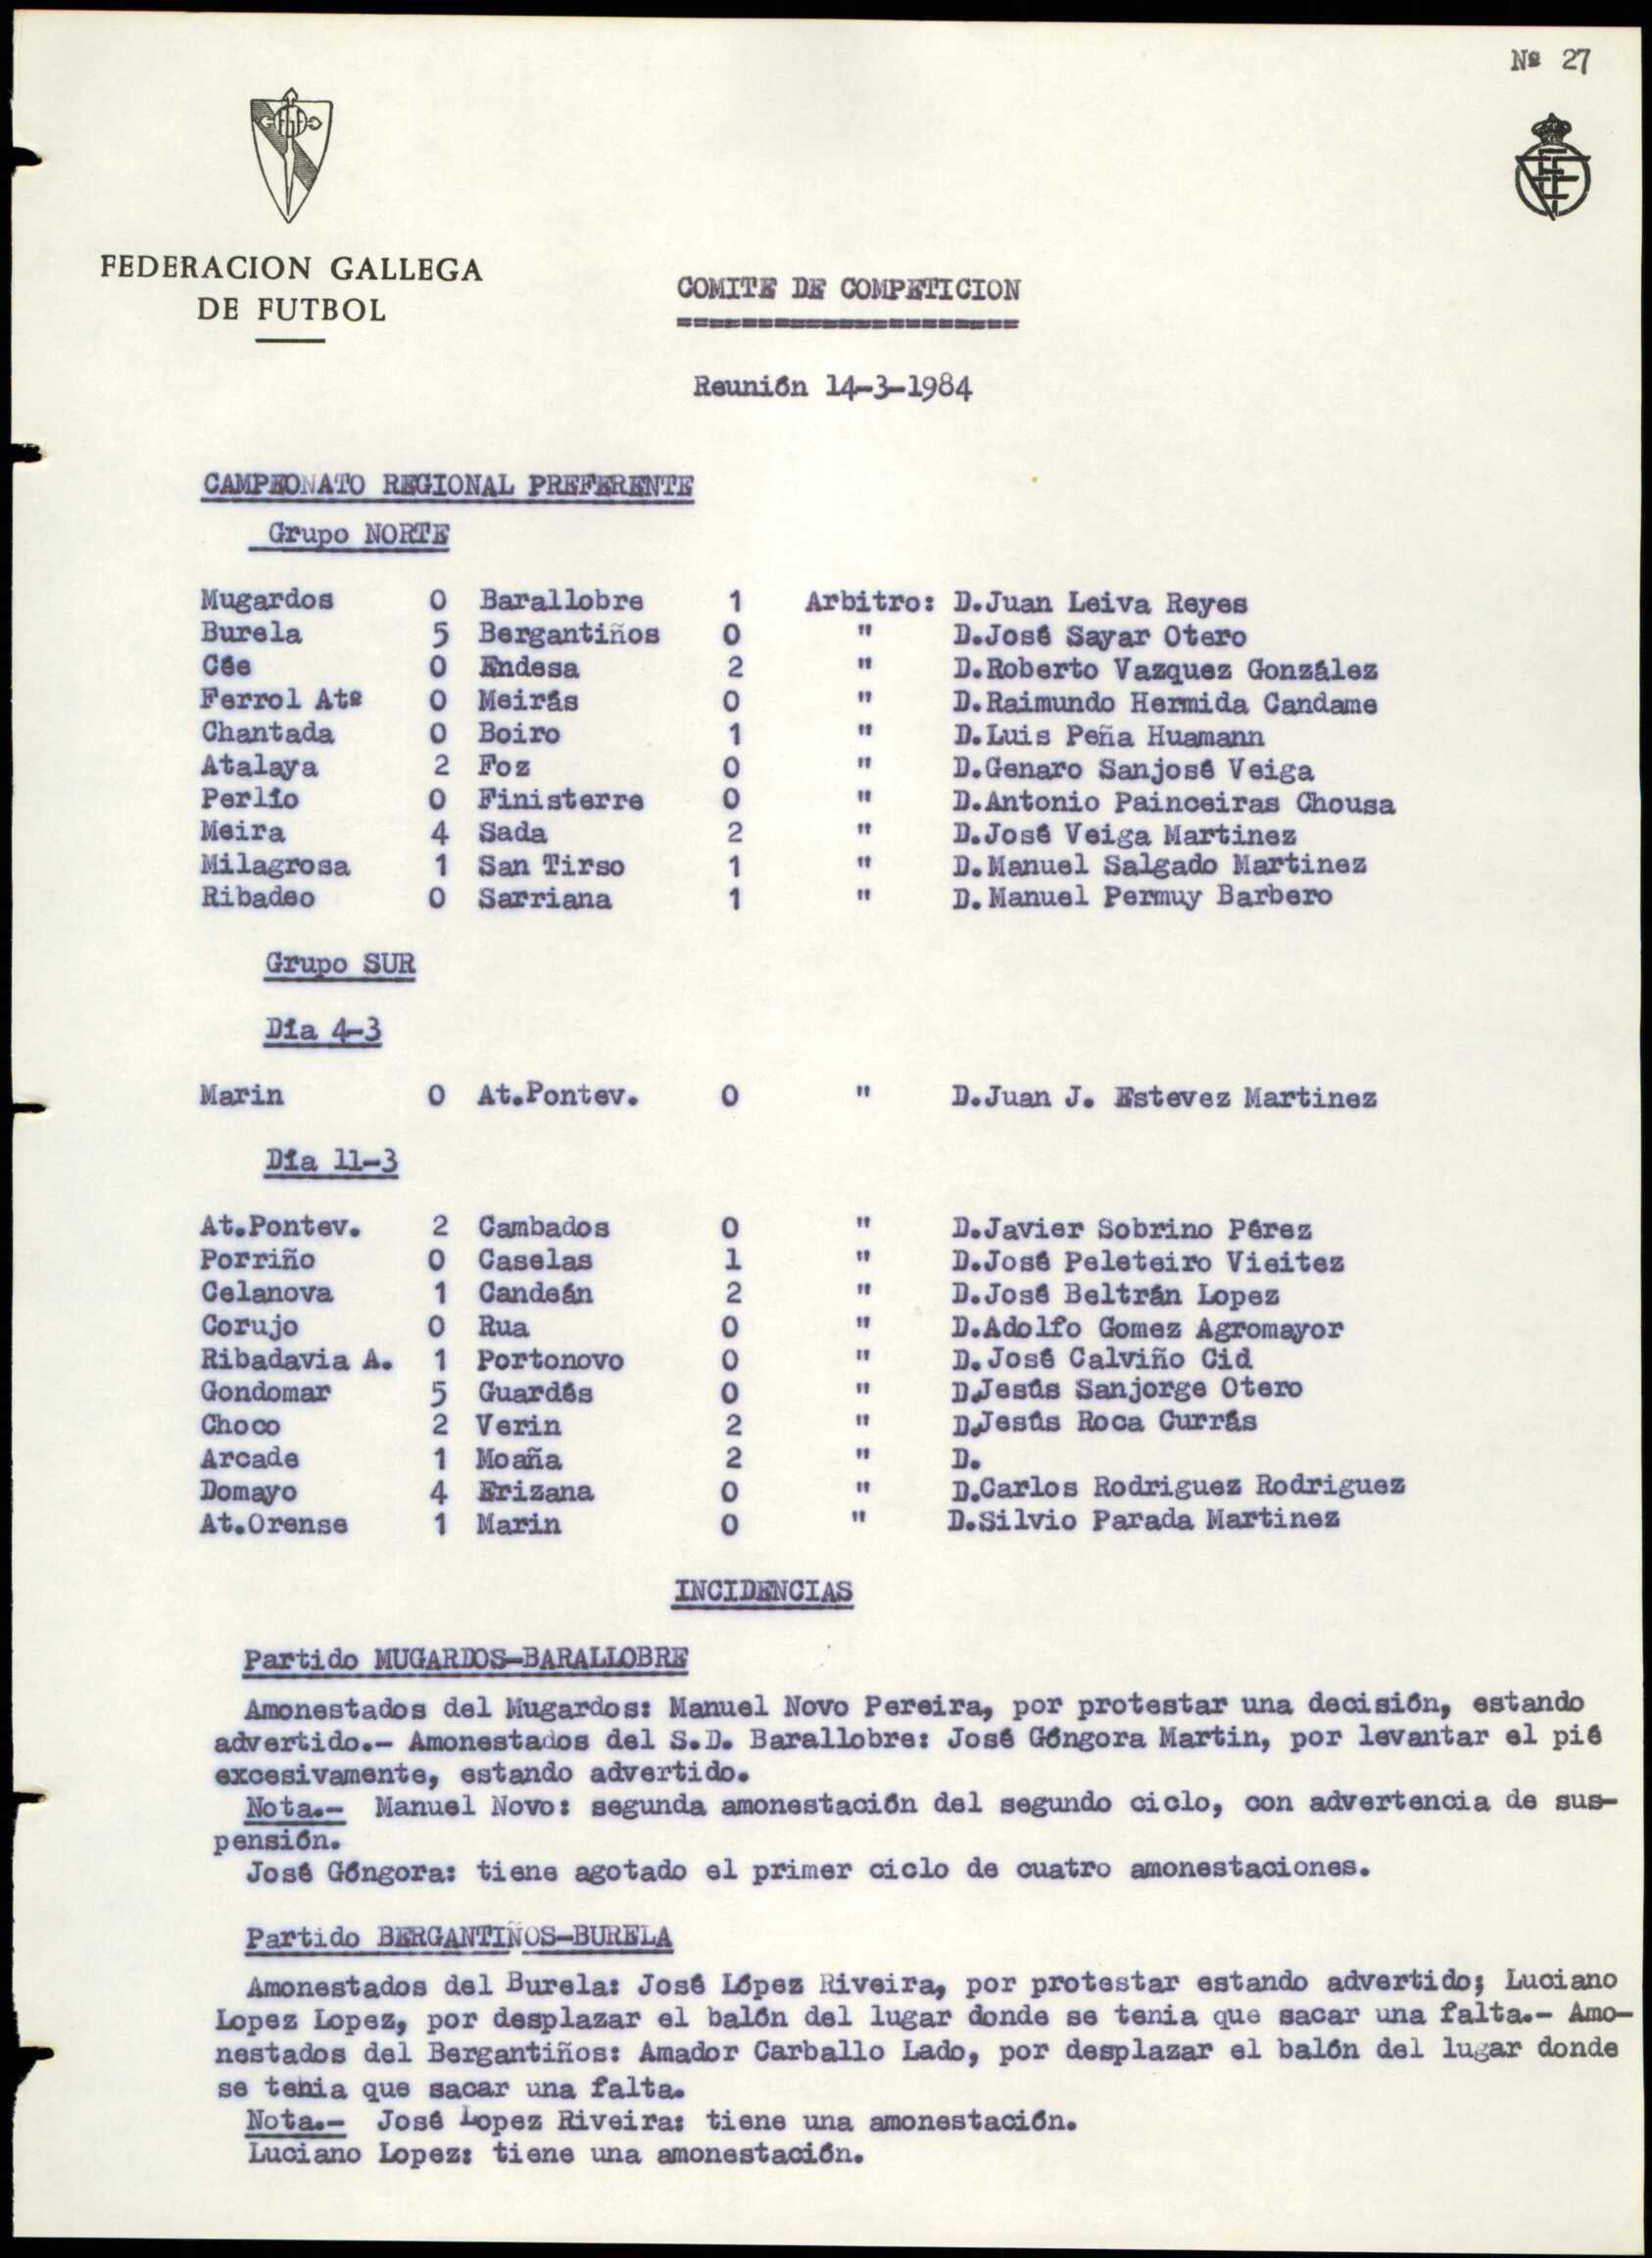 Nº 27
FEDERACION GALLEGA
DE FUTBOL
COMITE DE COMPETICION
=====================
Reunión 14-3-1984
CAMPEONATO REGIONAL PREFERENTE
Grupo NORTE
Mugardos 0 Barallobre 1 Arbitro: D.Juan Leiva Reyes
Burela 5 Bergantiños 0 " D.José Sayar Otero
Cée 0 Endesa 2 " D.Roberto Vazquez González
Ferrol Atº 0 Meirás 0 " D.Raimundo Hermida Candame
Chantada 0 Boiro 1 " D.Luis Peña Huamann
Atalaya 2 Foz 0 " D.Genaro Sanjosé Veiga
Perlío 0 Finisterre 0 " D.Antonio Painceiras Chousa
Meira 4 Sada 2 " D.José Veiga Martinez
Milagrosa 1 San Tirso 1 " D.Manuel Salgado Martinez
Ribadeo 0 Sarriana 1 " D.Manuel Permuy Barbero
Grupo SUR
Día 4-3
Marin 0 At.Pontev. 0 " D.Juan J. Estevez Martinez
Día 11-3
At.Pontev. 2 Cambados 0 " D.Javier Sobrino Pérez
Porriño 0 Caselas 1 " D.José Peleteiro Vieitez
Celanova 1 Candeán 2 " D.José Beltrán Lopez
Corujo 0 Rua 0 " D.Adolfo Gomez Agromayor
Ribadavia A. 1 Portonovo 0 " D.José Calviño Cid
Gondomar 5 Guardés 0 " D.Jesús Sanjorge Otero
Choco 2 Verin 2 " D.Jesús Roca Currás
Arcade 1 Moaña 2 " D.
Domayo 4 Erizana 0 " D.Carlos Rodriguez Rodriguez
At.Orense 1 Marin 0 " D.Silvio Parada Martinez
INCIDENCIAS
Partido MUGARDOS-BARALLOBRE
Amonestados del Mugardos: Manuel Novo Pereira, por protestar una decisión, estando
advertido.- Amonestados del S.D. Barallobre: José Góngora Martin, por levantar el pié
excesivamente, estando advertido.
Nota.- Manuel Novo: segunda amonestación del segundo ciclo, con advertencia de sus-
pensión.
José Góngora: tiene agotado el primer ciclo de cuatro amonestaciones.
Partido BERGANTIÑOS-BURELA
Amonestados del Burela: José López Riveira, por protestar estando advertido; Luciano
Lopez Lopez, por desplazar el balón del lugar donde se tenia que sacar una falta.- Amo-
nestados del Bergantiños: Amador Carballo Lado, por desplazar el balón del lugar donde
se tenia que sacar una falta.
Nota.- José Lopez Riveira: tiene una amonestación.
Luciano Lopez: tiene una amonestación.